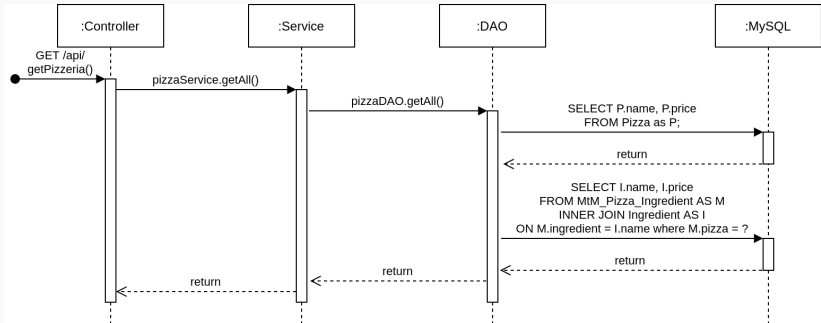 :Controller
:Service
:DAO
:MySQL
GET /api/
getPizzeria()
pizzaService.getAll()
pizzaDAO.getAll()
SELECT P.name, P.price
FROM Pizza as P;
return
SELECT I.name, I.price
FROM MtM_Pizza_Ingredient AS M
INNER JOIN Ingredient AS I
ON M.ingredient = I.name where M.pizza = ?
return
return
return